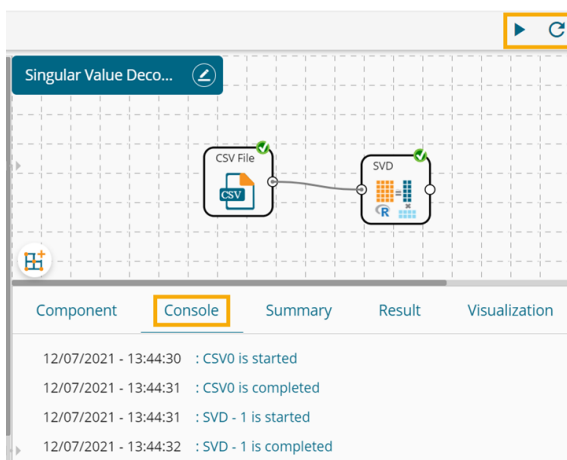 Singular Value Deco...
CSV File
CSV
SVD
R
Component Console Summary Result Visualization
12/07/2021 - 13:44:30 : CSV0 is started
12/07/2021 - 13:44:31 : CSV0 is completed
12/07/2021 - 13:44:31 : SVD - 1 is started
12/07/2021 - 13:44:32 : SVD - 1 is completed